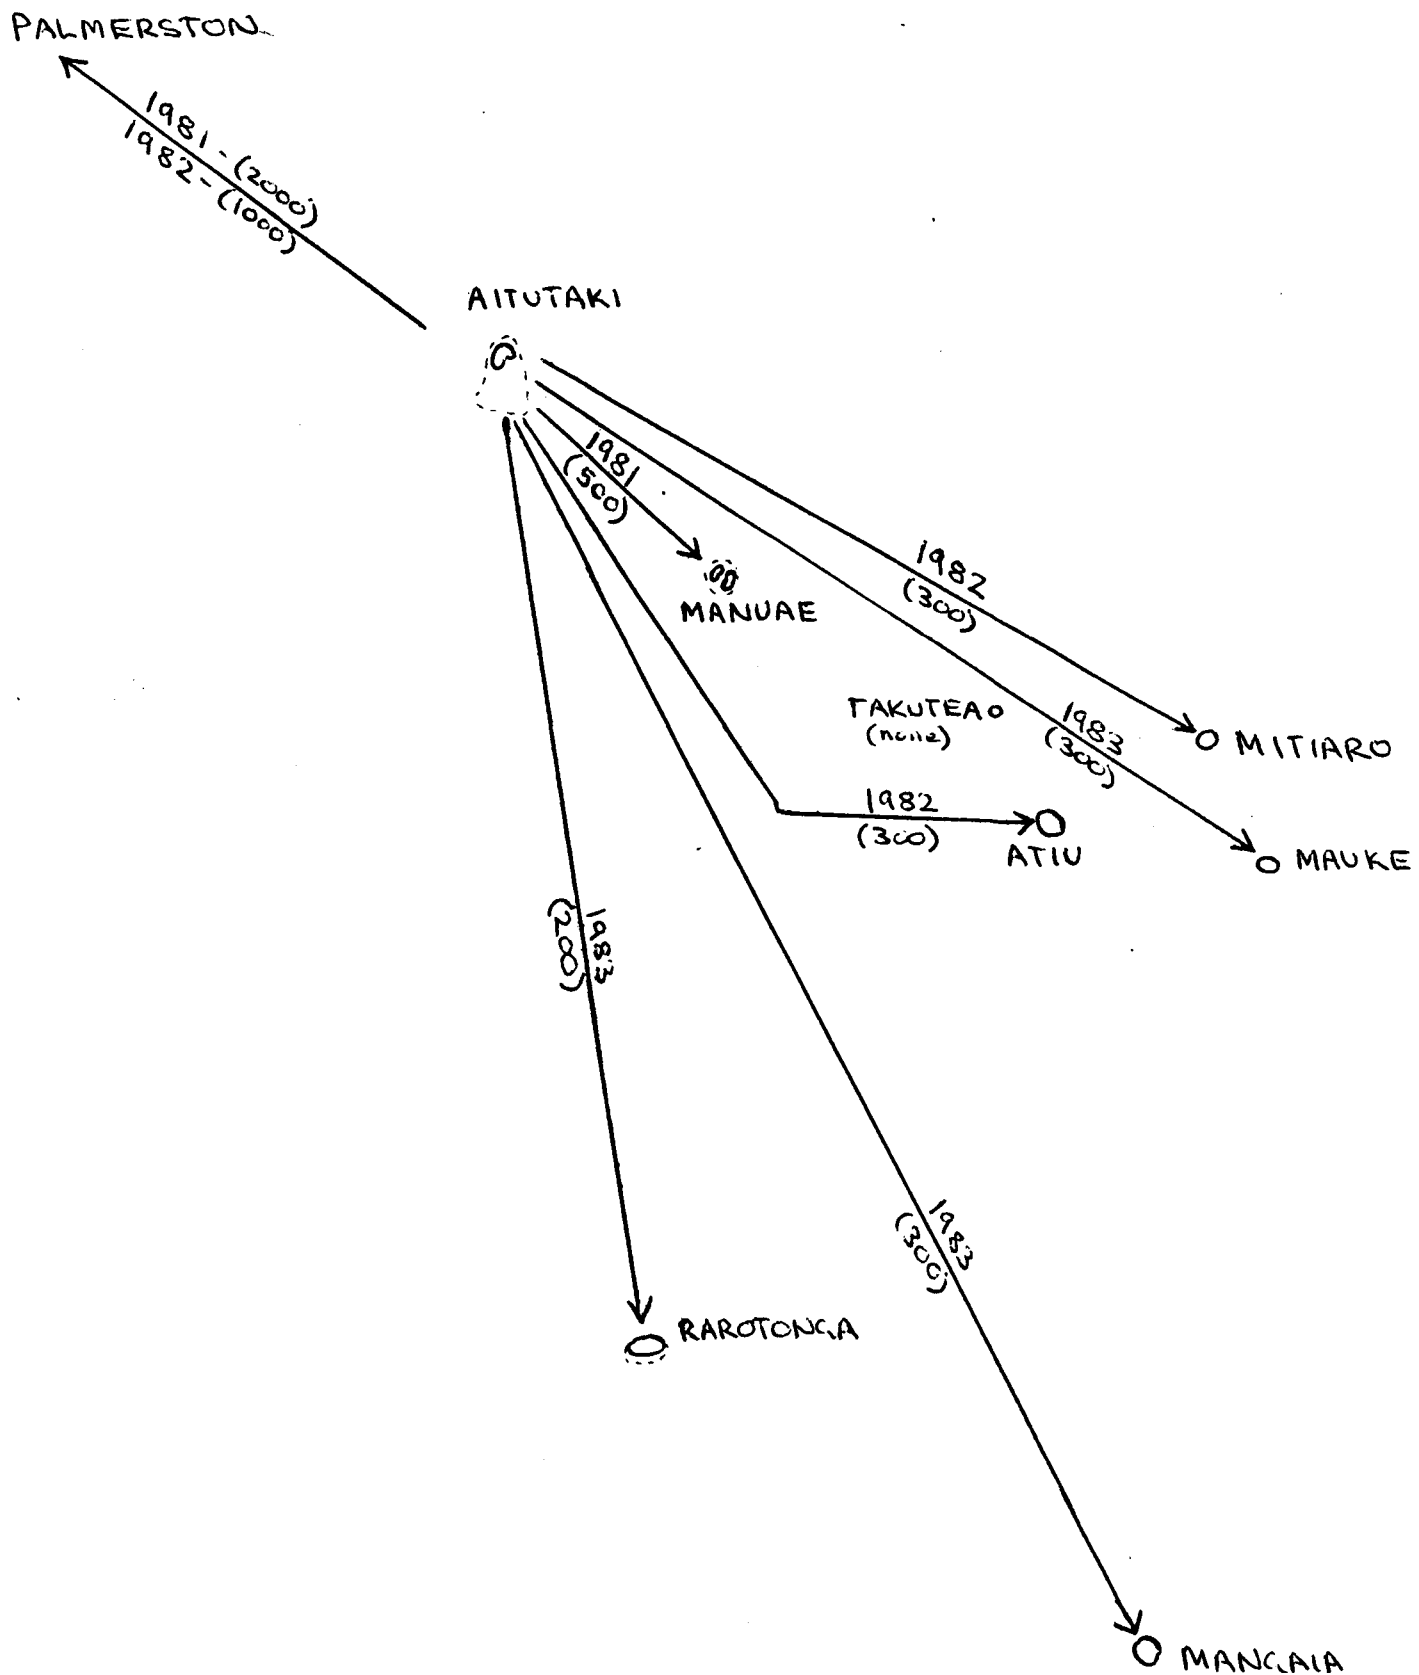 PALMERSTON
1981 - (2000)
1982 - (1000)
AITUTAKI
1981
(500)
MANUAE
1982
(300)
TAKUTEA
(none)
1983
(300)
MITIARO
1982
(300)
ATIU
MAUKE
1983
(200)
1983
(300)
RAROTONGA
MANGAIA